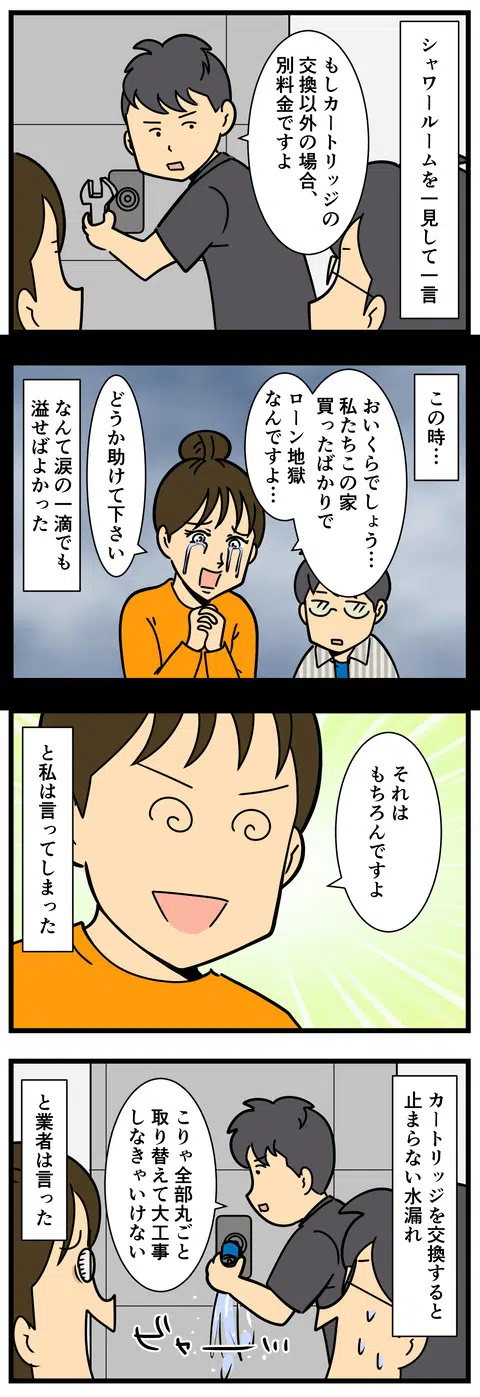 シャワールームを一見して一言
もしカートリッジの
交換以外の場合、
別料金ですよ
この時…
おいくらでしょう…
私たちこの家
買ったばかりで
ローン地獄
なんですよ…
どうか助けて下さい
なんて涙の一滴でも
溢せばよかった
それは
もちろんですよ
と私は言ってしまった
カートリッジを交換すると
止まらない水漏れ
こりゃ全部丸ごと
取り替えて大工事
しなきゃいけない
と業者は言った
ジャーーッ